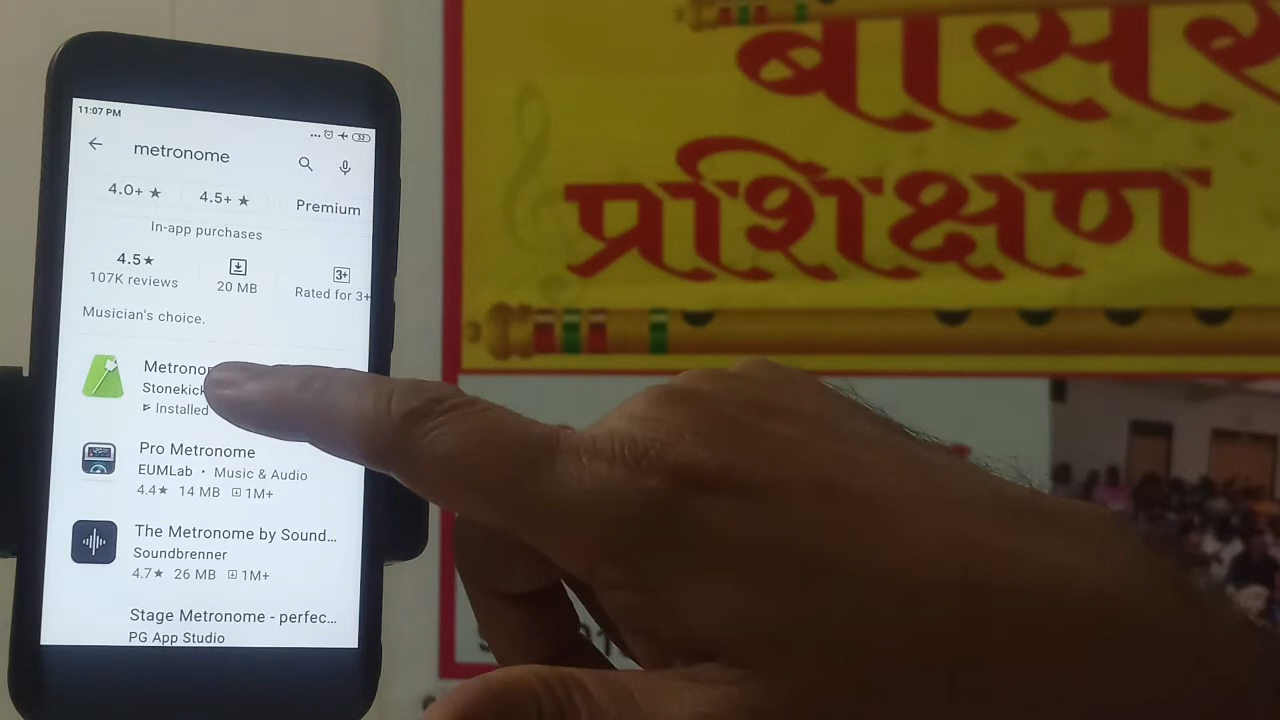 11:07 PM
32
metronome
4.0+ ★
4.5+ ★
Premium
In-app purchases
4.5★
107K reviews
20 MB
3+
Rated for 3+
Musician's choice.
Installed
Pro Metronome
EUMLab • Music & Audio
4.4★ 14 MB 1M+
The Metronome by Sound...
Soundbrenner
4.7★ 26 MB 1M+
Stage Metronome - perfec...
PG App Studio
प्रशिक्षण